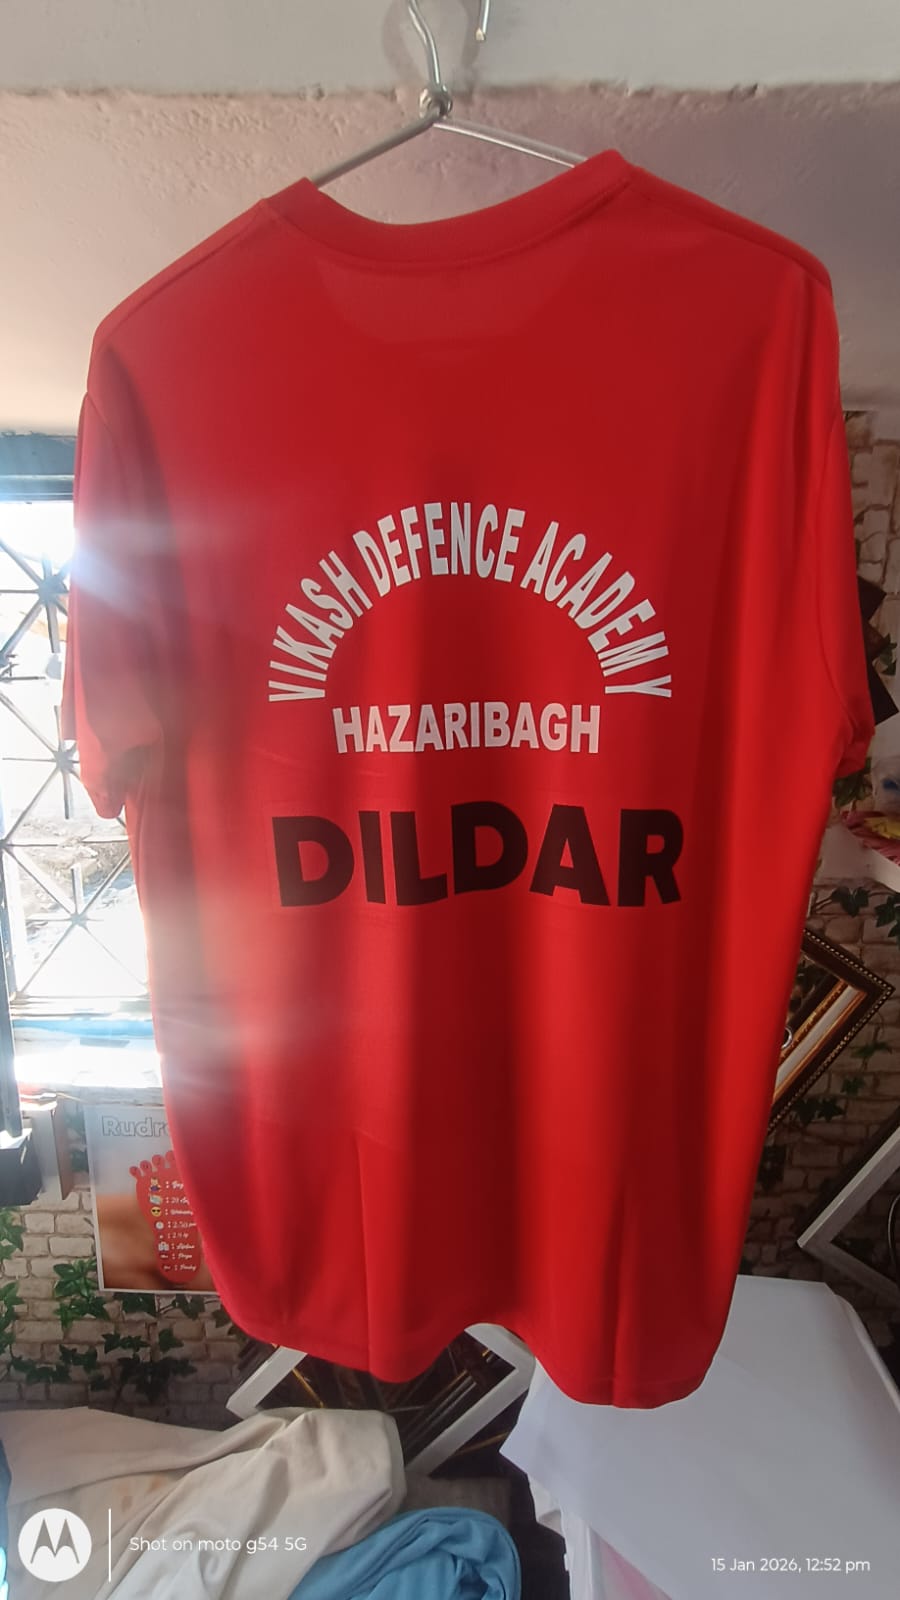 VIKASH DEFENCE ACADEMY
HAZARIBAGH
DILDAR
Shot on moto g54 5G
15 Jan 2026, 12:52 pm